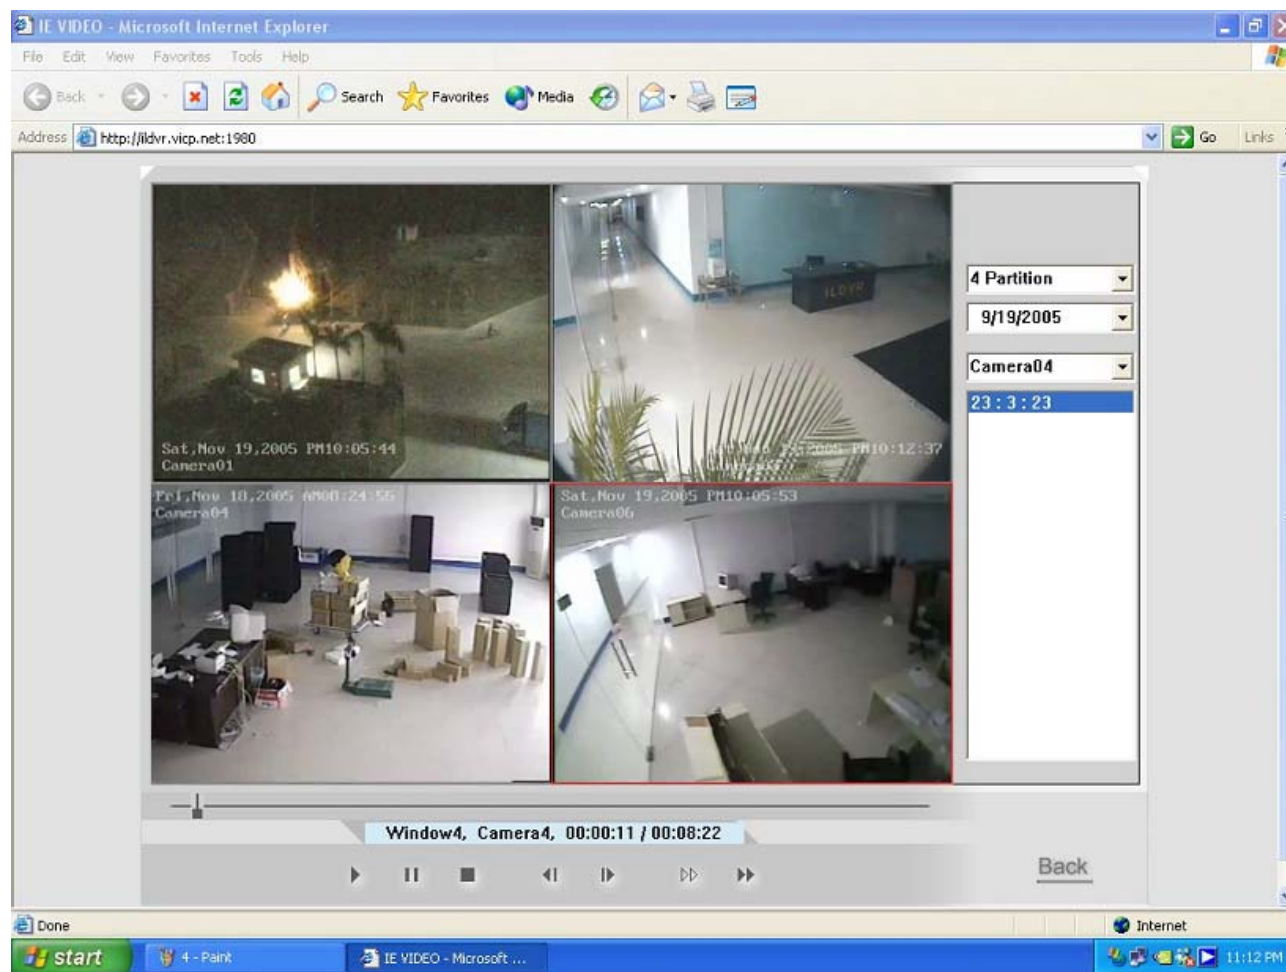 IE VIDEO - Microsoft Internet Explorer
File Edit View Favorites Tools Help
Back Search Favorites Media
Address http://ildvr.vicp.net:1980 Go Links
4 Partition
9/19/2005
Camera04
23:3:23
ILDVR
Sat,Nov 19,2005 PM10:05:44
Camera01
2005 PM10:12:37
Fri,Nov 18,2005
Camera04
Sat,Nov 19,2005 PM10:05:53
Camera06
Window4, Camera4, 00:00:11 / 00:08:22
Back
Done Internet
start 4 - Paint IE VIDEO - Microsoft ... 11:12 PM